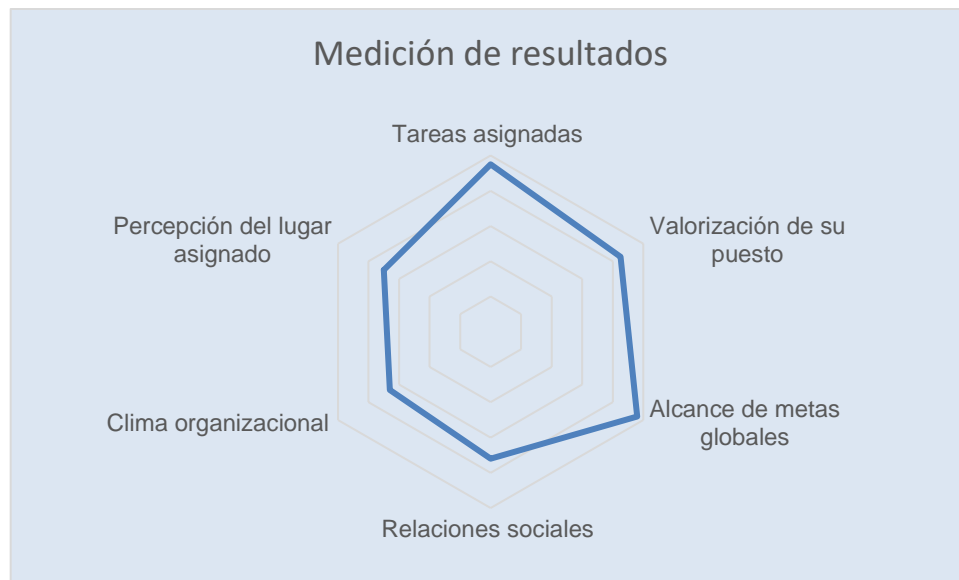 Medición de resultados
Tareas asignadas
Percepción del lugar
asignado
Valorización de su
puesto
Clima organizacional
Alcance de metas
globales
Relaciones sociales